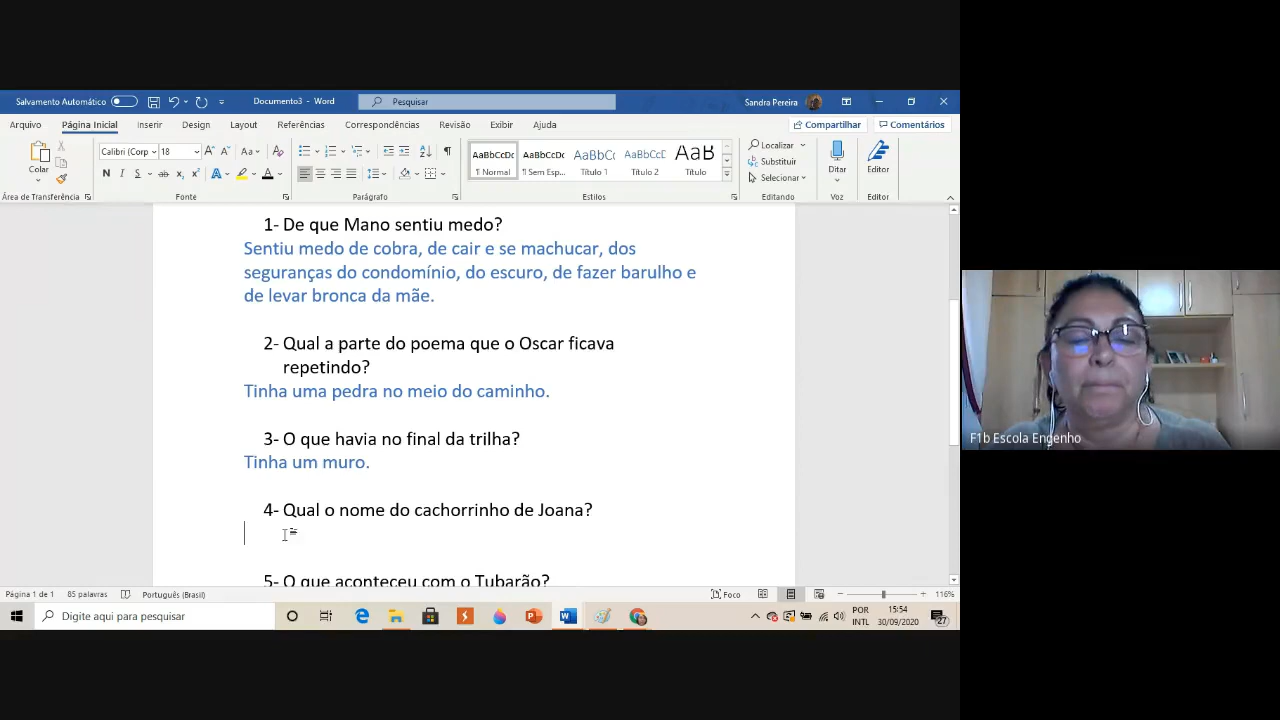 Salvamento Automático
Documento3 - Word
Pesquisar
Sandra Pereira
Arquivo Página Inicial Inserir Design Layout Referências Correspondências Revisão Exibir Ajuda
Compartilhar Comentários
Colar
Calibri (Corp 18
Aa
N I S ab x₂ x² A A
AaBbCcDc AaBbCcDc AaBbCc AaBbCcD AaB
¶ Normal ¶ Sem Esp... Título 1 Título 2 Título
Localizar
Substituir
Selecionar
Ditar Editor
Área de Transferência Fonte Parágrafo Estilos Editando Voz Editor
1- De que Mano sentiu medo?
Sentiu medo de cobra, de cair e se machucar, dos
seguranças do condomínio, do escuro, de fazer barulho e
de levar bronca da mãe.
2- Qual a parte do poema que o Oscar ficava
repetindo?
Tinha uma pedra no meio do caminho.
3- O que havia no final da trilha?
Tinha um muro.
4- Qual o nome do cachorrinho de Joana?
5- O que aconteceu com o Tubarão?
F1b Escola Engenho
Página 1 de 1 85 palavras Português (Brasil) Foco 116%
Digite aqui para pesquisar
POR
INTL
15:54
30/09/2020
27